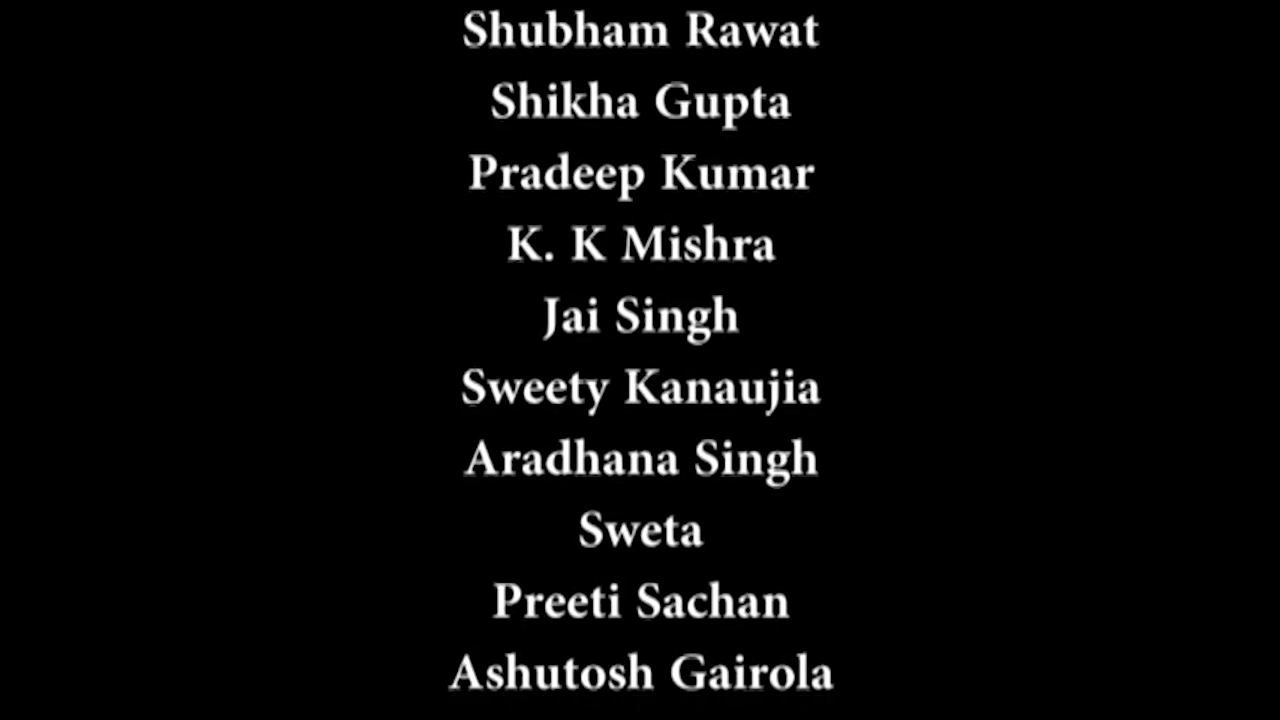 Shubham Rawat
Shikha Gupta
Pradeep Kumar
K. K Mishra
Jai Singh
Sweety Kanaujia
Aradhana Singh
Sweta
Preeti Sachan
Ashutosh Gairola